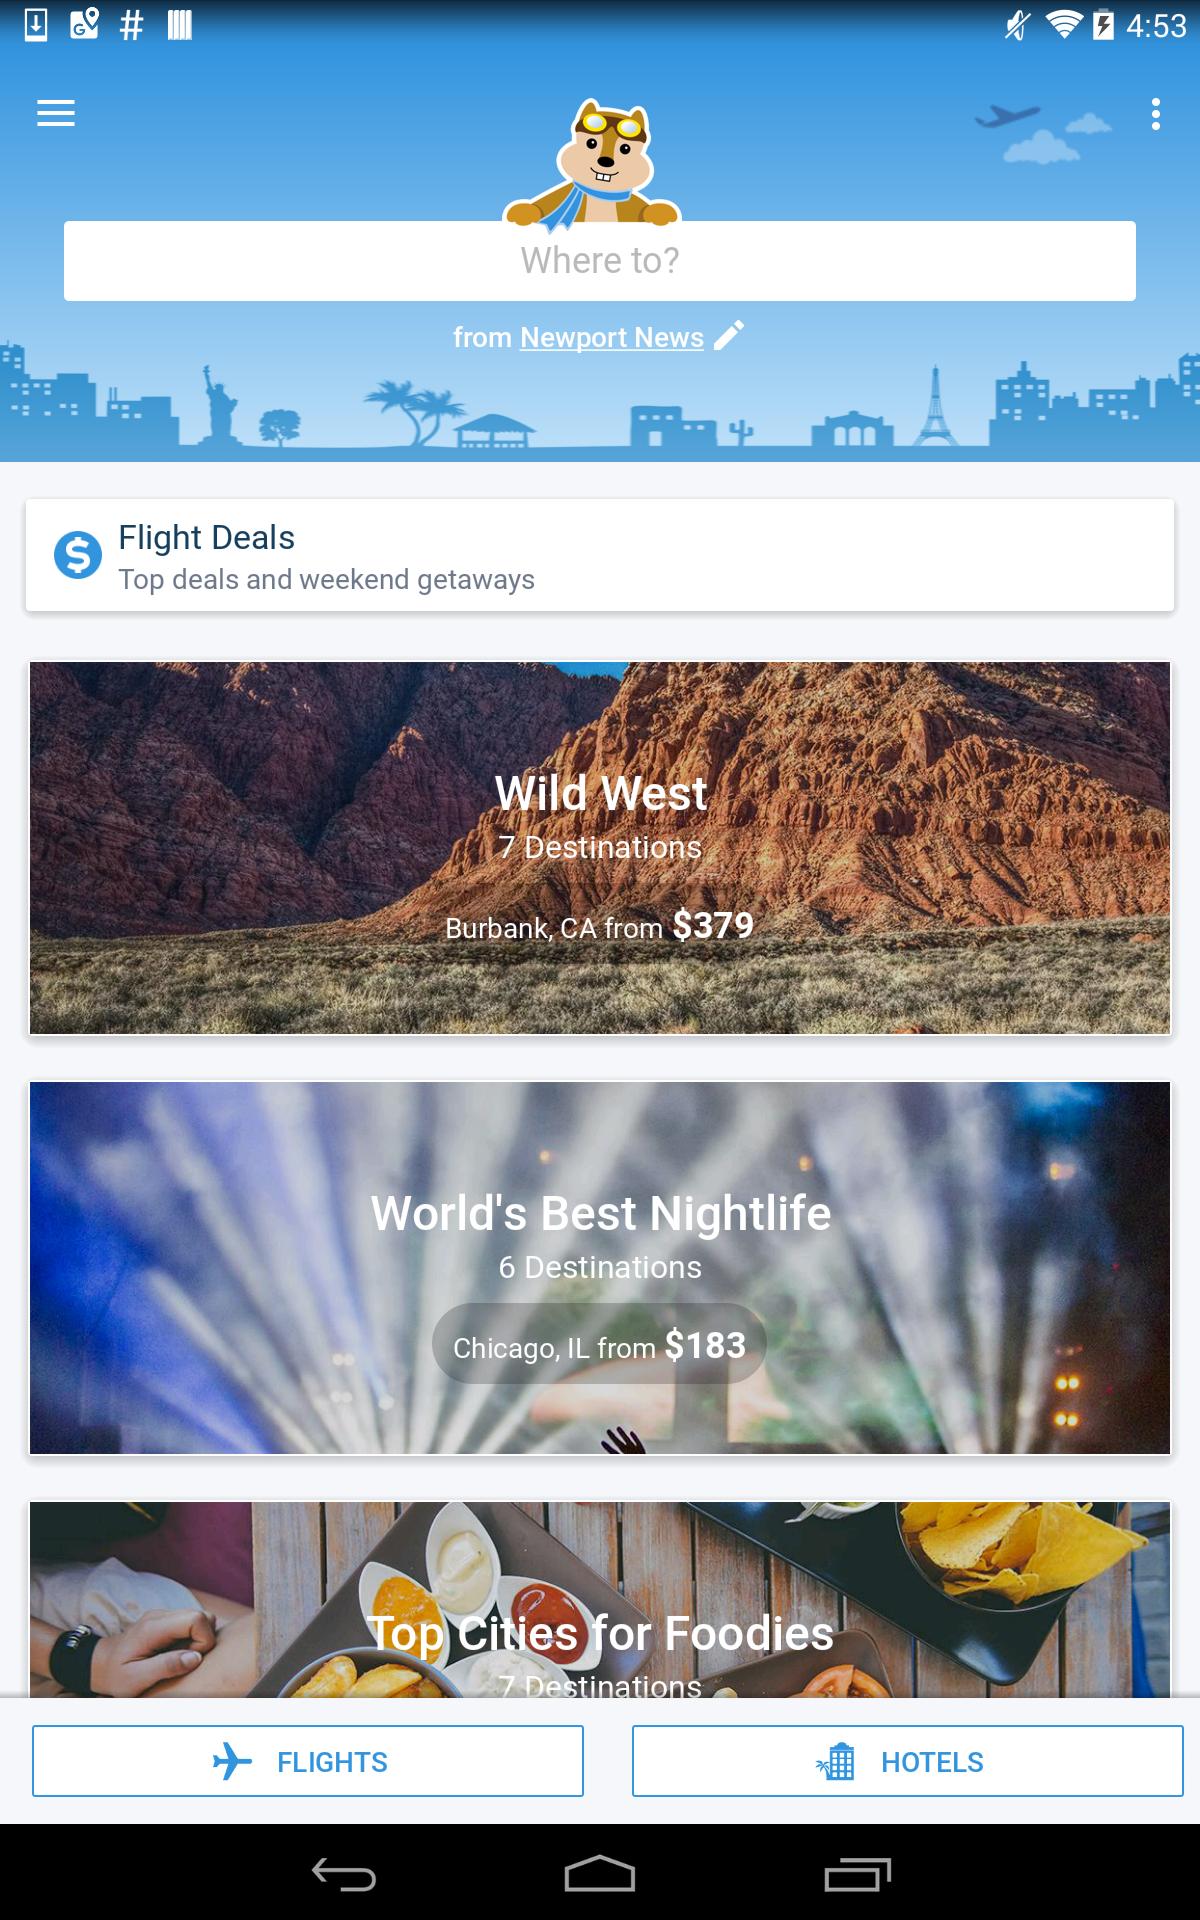 4:53
Where to?
from Newport News
Flight Deals
Top deals and weekend getaways
Wild West
7 Destinations
Burbank, CA from $379
World's Best Nightlife
6 Destinations
Chicago, IL from $183
Top Cities for Foodies
7 Destinations
FLIGHTS
HOTELS